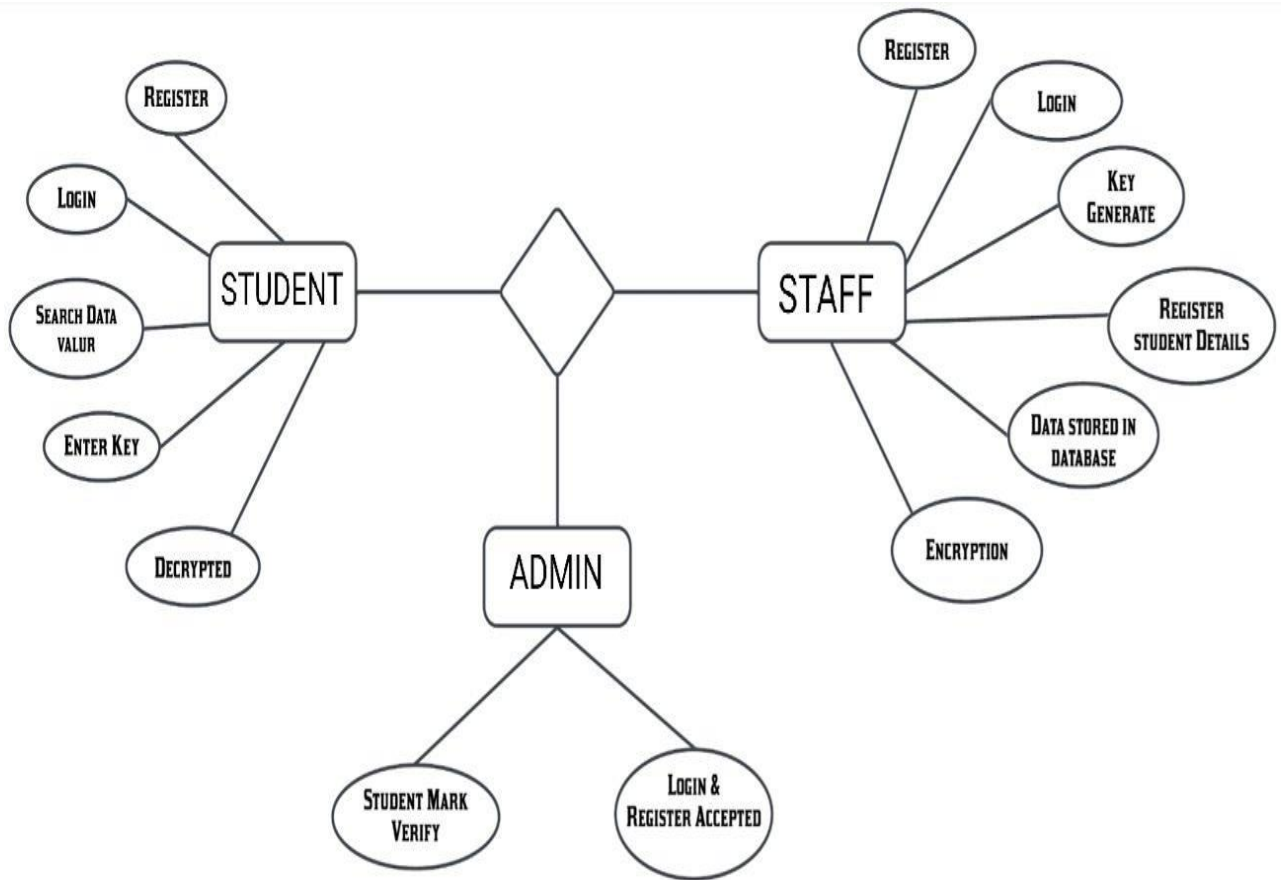 REGISTER
REGISTER
LOGIN
LOGIN
KEY
GENERATE
STUDENT
STAFF
SEARCH DATA
VALUR
REGISTER
STUDENT DETAILS
ENTER KEY
DATA STORED IN
DATABASE
DECRYPTED
ADMIN
ENCRYPTION
STUDENT MARK
VERIFY
LOGIN &
REGISTER ACCEPTED